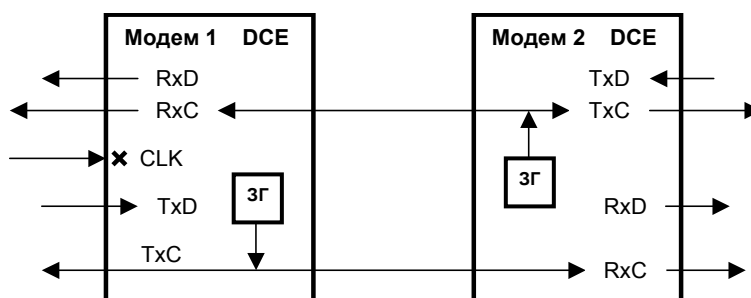 Модем 1 DCE
RxD
RxC
CLK
ЗГ
TxD
TxC
Модем 2 DCE
TxD
TxC
ЗГ
RxD
RxC